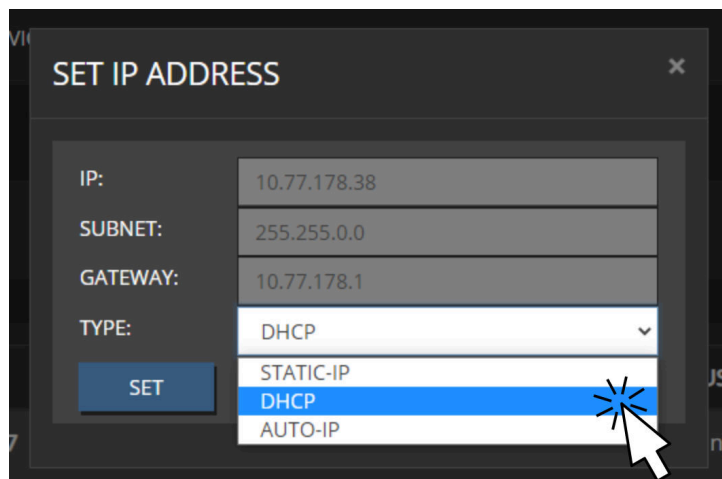 SET IP ADDRESS ×
IP: 10.77.178.38
SUBNET: 255.255.0.0
GATEWAY: 10.77.178.1
TYPE: DHCP
SET
STATIC-IP
DHCP
AUTO-IP